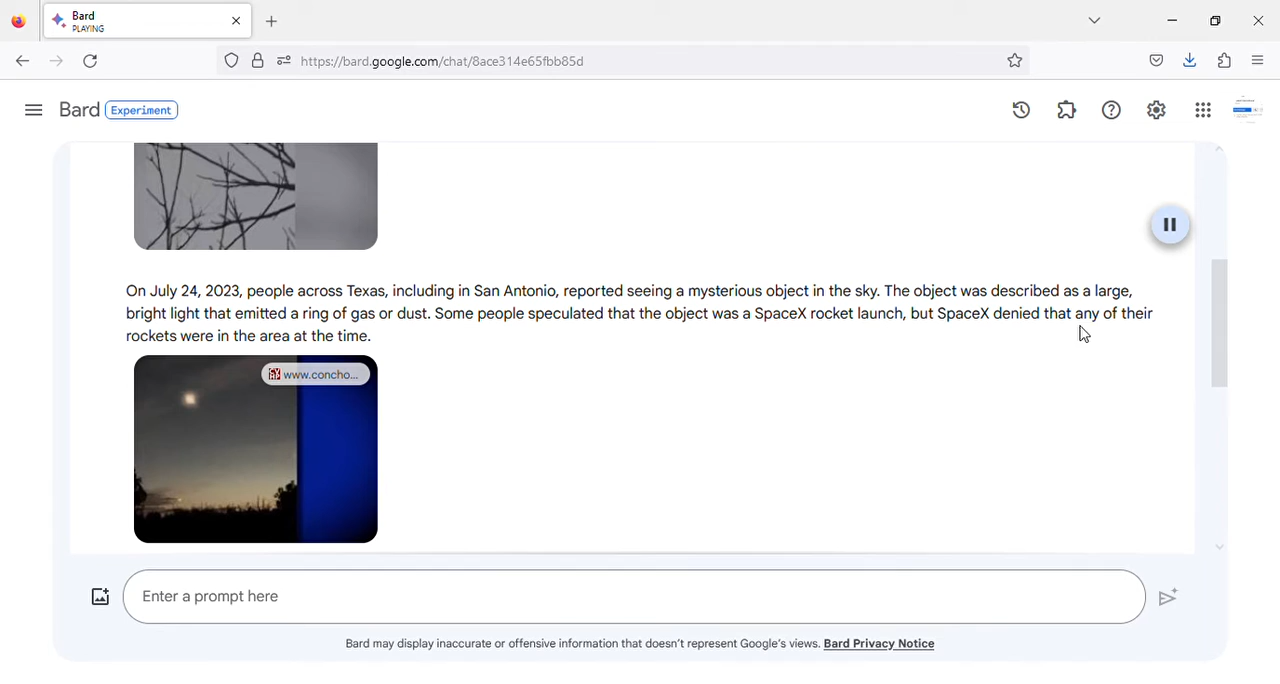 Bard
PLAYING
https://bard.google.com/chat/8ace314e65fbb85d
Bard Experiment
On July 24, 2023, people across Texas, including in San Antonio, reported seeing a mysterious object in the sky. The object was described as a large,
bright light that emitted a ring of gas or dust. Some people speculated that the object was a SpaceX rocket launch, but SpaceX denied that any of their
rockets were in the area at the time.
www.concho...
Enter a prompt here
Bard may display inaccurate or offensive information that doesn't represent Google's views. Bard Privacy Notice